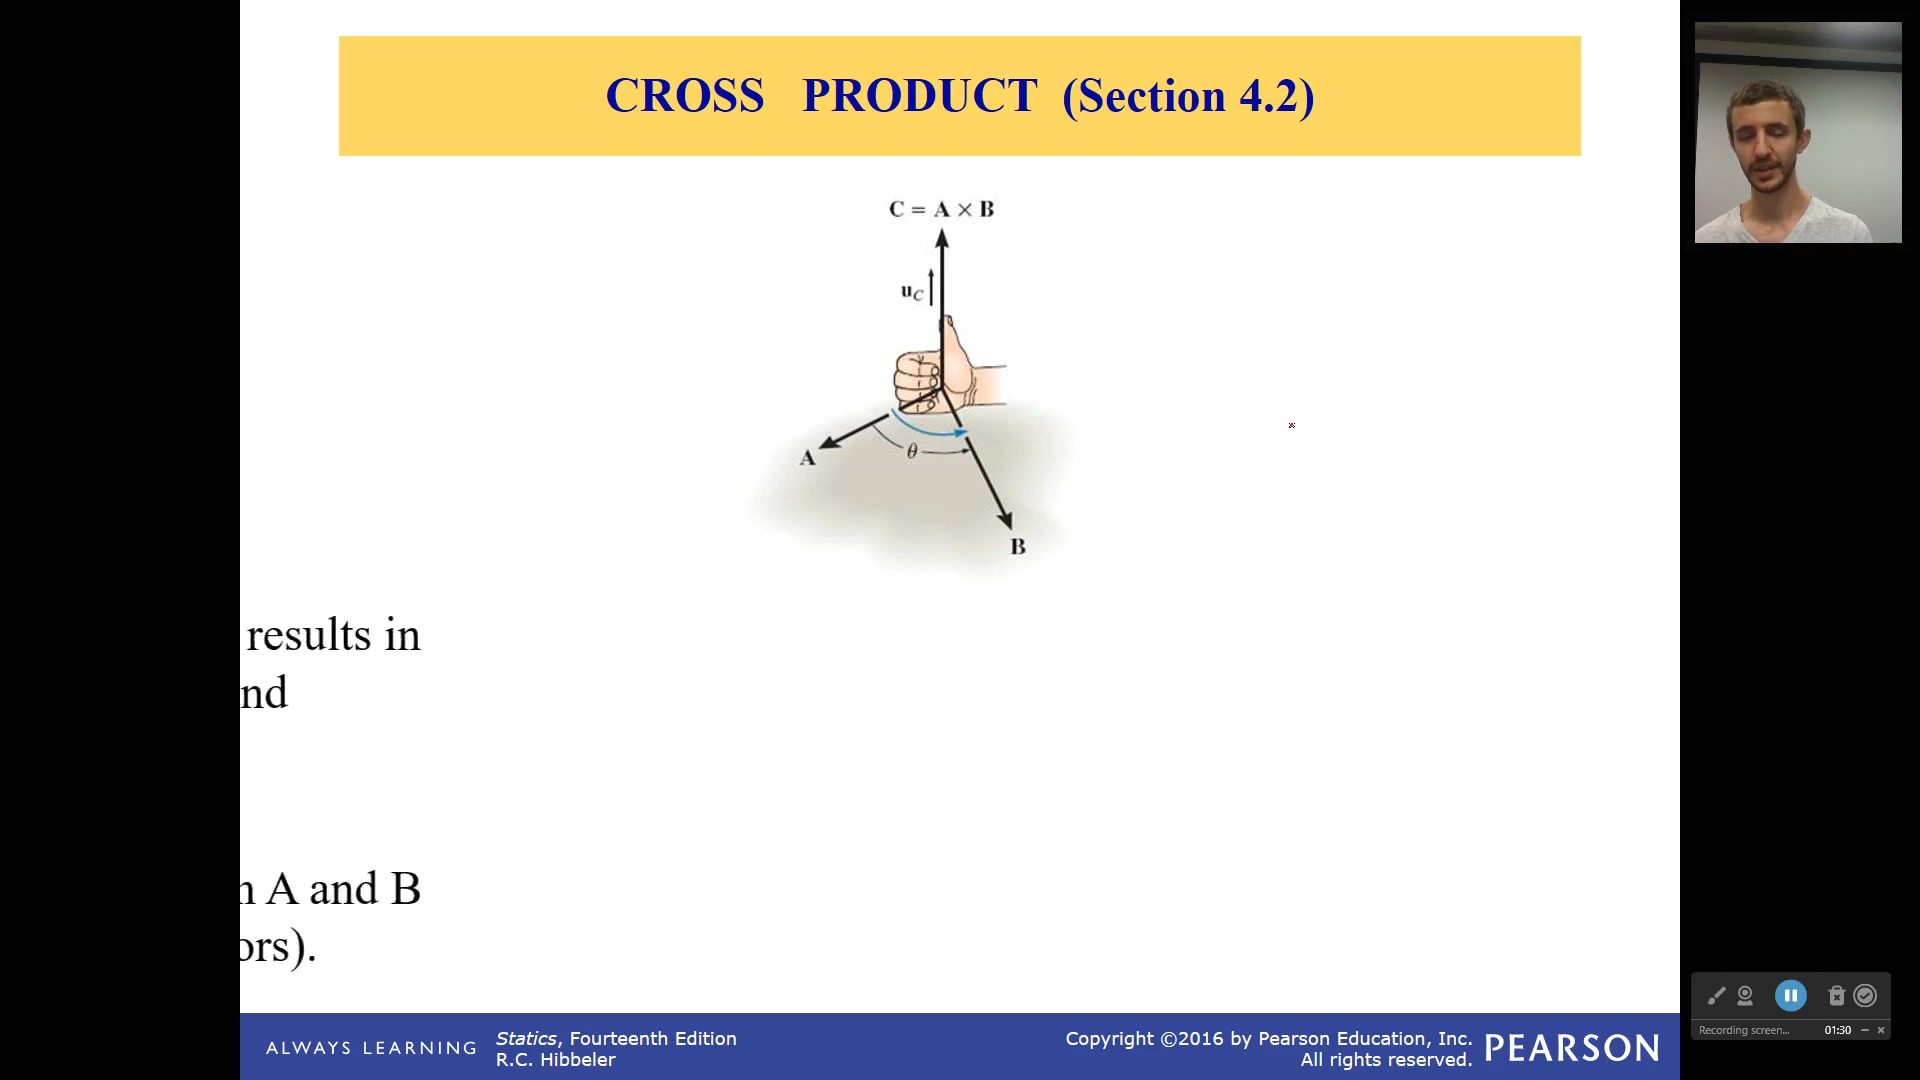 CROSS PRODUCT (Section 4.2)
C = A × B
u_C
θ
A
B
results in
nd
A and B
ors).
ALWAYS LEARNING
Statics, Fourteenth Edition
R.C. Hibbeler
Copyright ©2016 by Pearson Education, Inc.
All rights reserved.
PEARSON
Recording screen... 01:30